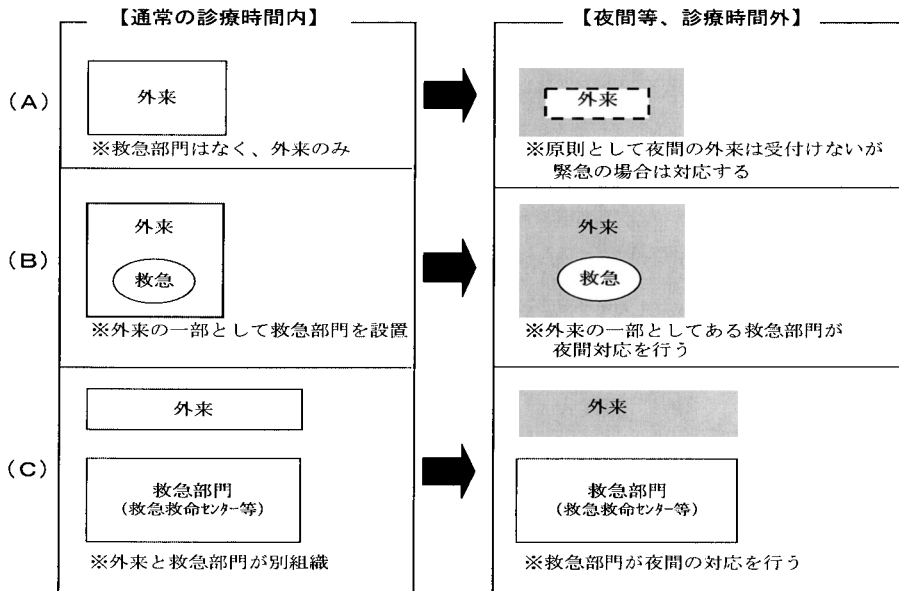 【通常の診療時間内】
【夜間等、診療時間外】
(A)
外来
※救急部門はなく、外来のみ
外来
※原則として夜間の外来は受付けないが
緊急の場合は対応する
(B)
外来
救急
※外来の一部として救急部門を設置
外来
救急
※外来の一部としてある救急部門が
夜間対応を行う
(C)
外来
救急部門
(救急救命センター等)
※外来と救急部門が別組織
外来
救急部門
(救急救命センター等)
※救急部門が夜間の対応を行う